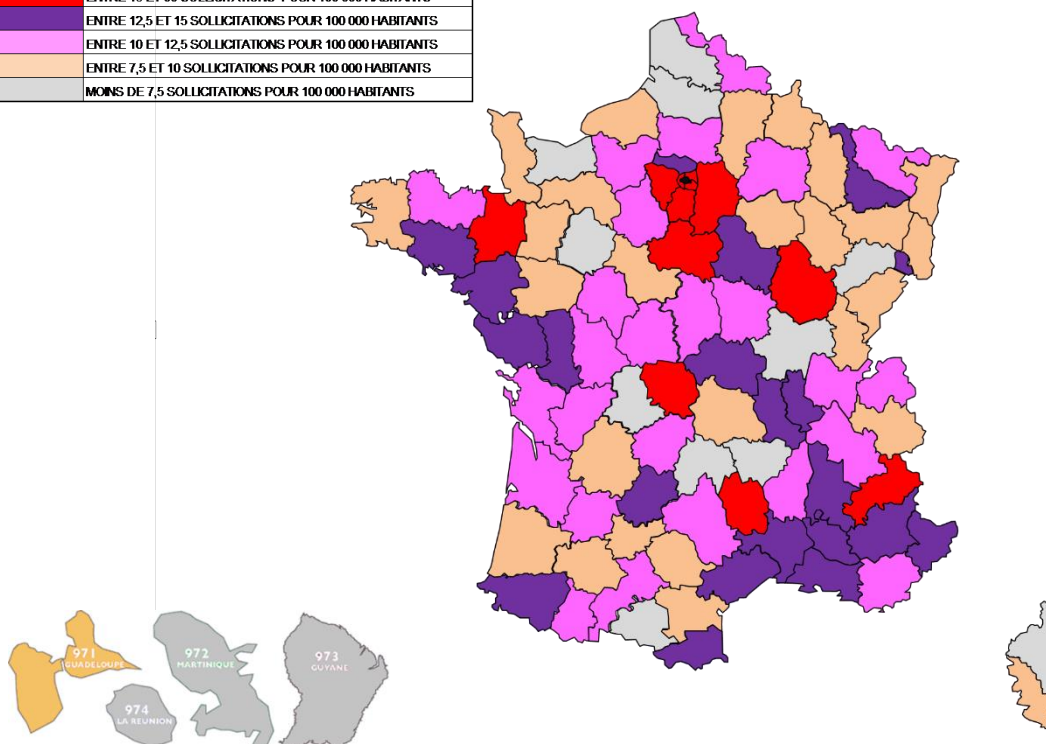 ENTRE 12,5 ET 15 SOLLICITATIONS POUR 100 000 HABITANTS
ENTRE 10 ET 12,5 SOLLICITATIONS POUR 100 000 HABITANTS
ENTRE 7,5 ET 10 SOLLICITATIONS POUR 100 000 HABITANTS
MOINS DE 7,5 SOLLICITATIONS POUR 100 000 HABITANTS
971
GUADELOUPE
972
MARTINIQUE
973
GUYANE
974
LA REUNION